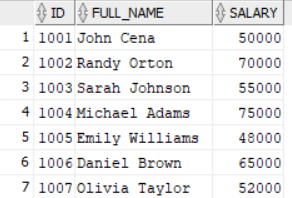 ID FULL_NAME SALARY
1 1001 John Cena 50000
2 1002 Randy Orton 70000
3 1003 Sarah Johnson 55000
4 1004 Michael Adams 75000
5 1005 Emily Williams 48000
6 1006 Daniel Brown 65000
7 1007 Olivia Taylor 52000